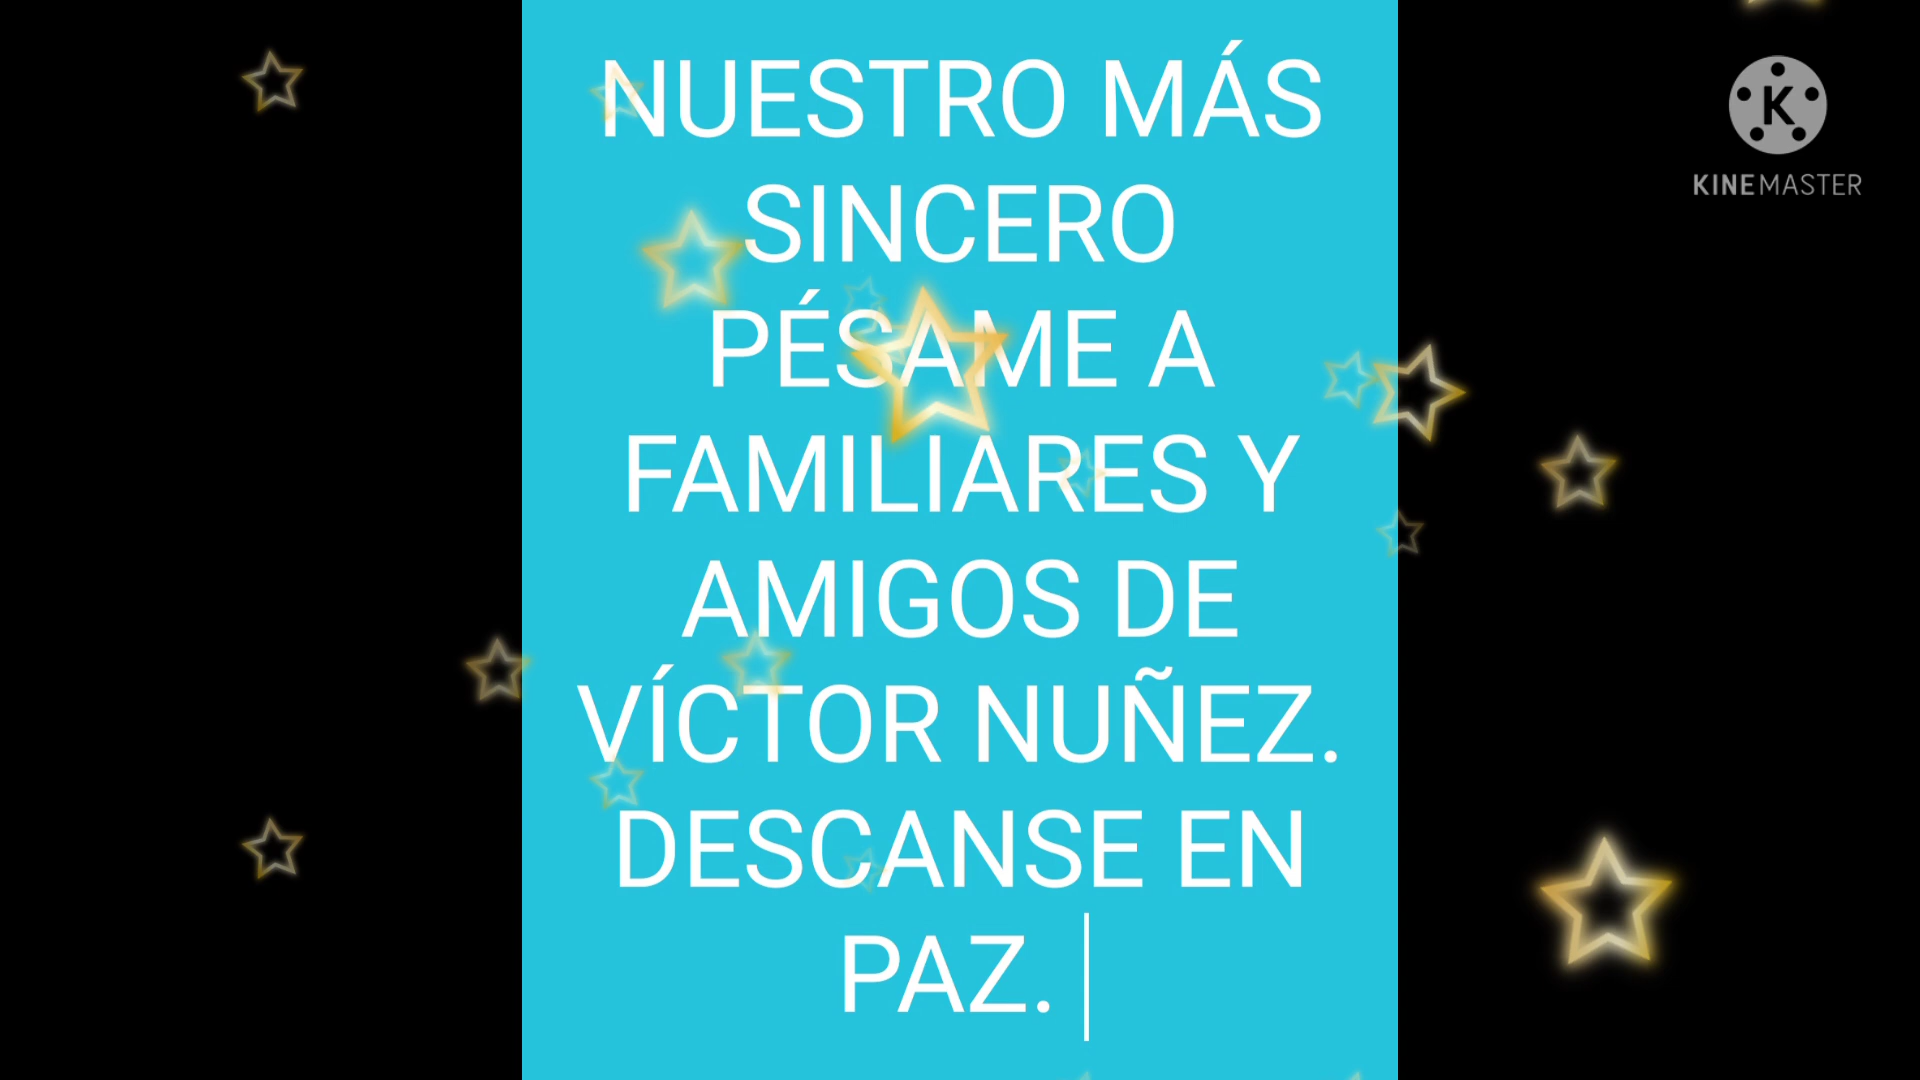 NUESTRO MÁS
SINCERO
PÉSAME A
FAMILIARES Y
AMIGOS DE
VÍCTOR NUÑEZ.
DESCANSE EN
PAZ.
K
KINEMASTER